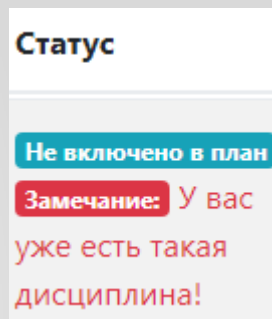 Статус
Не включено в план
Замечание: У вас
уже есть такая
дисциплина!